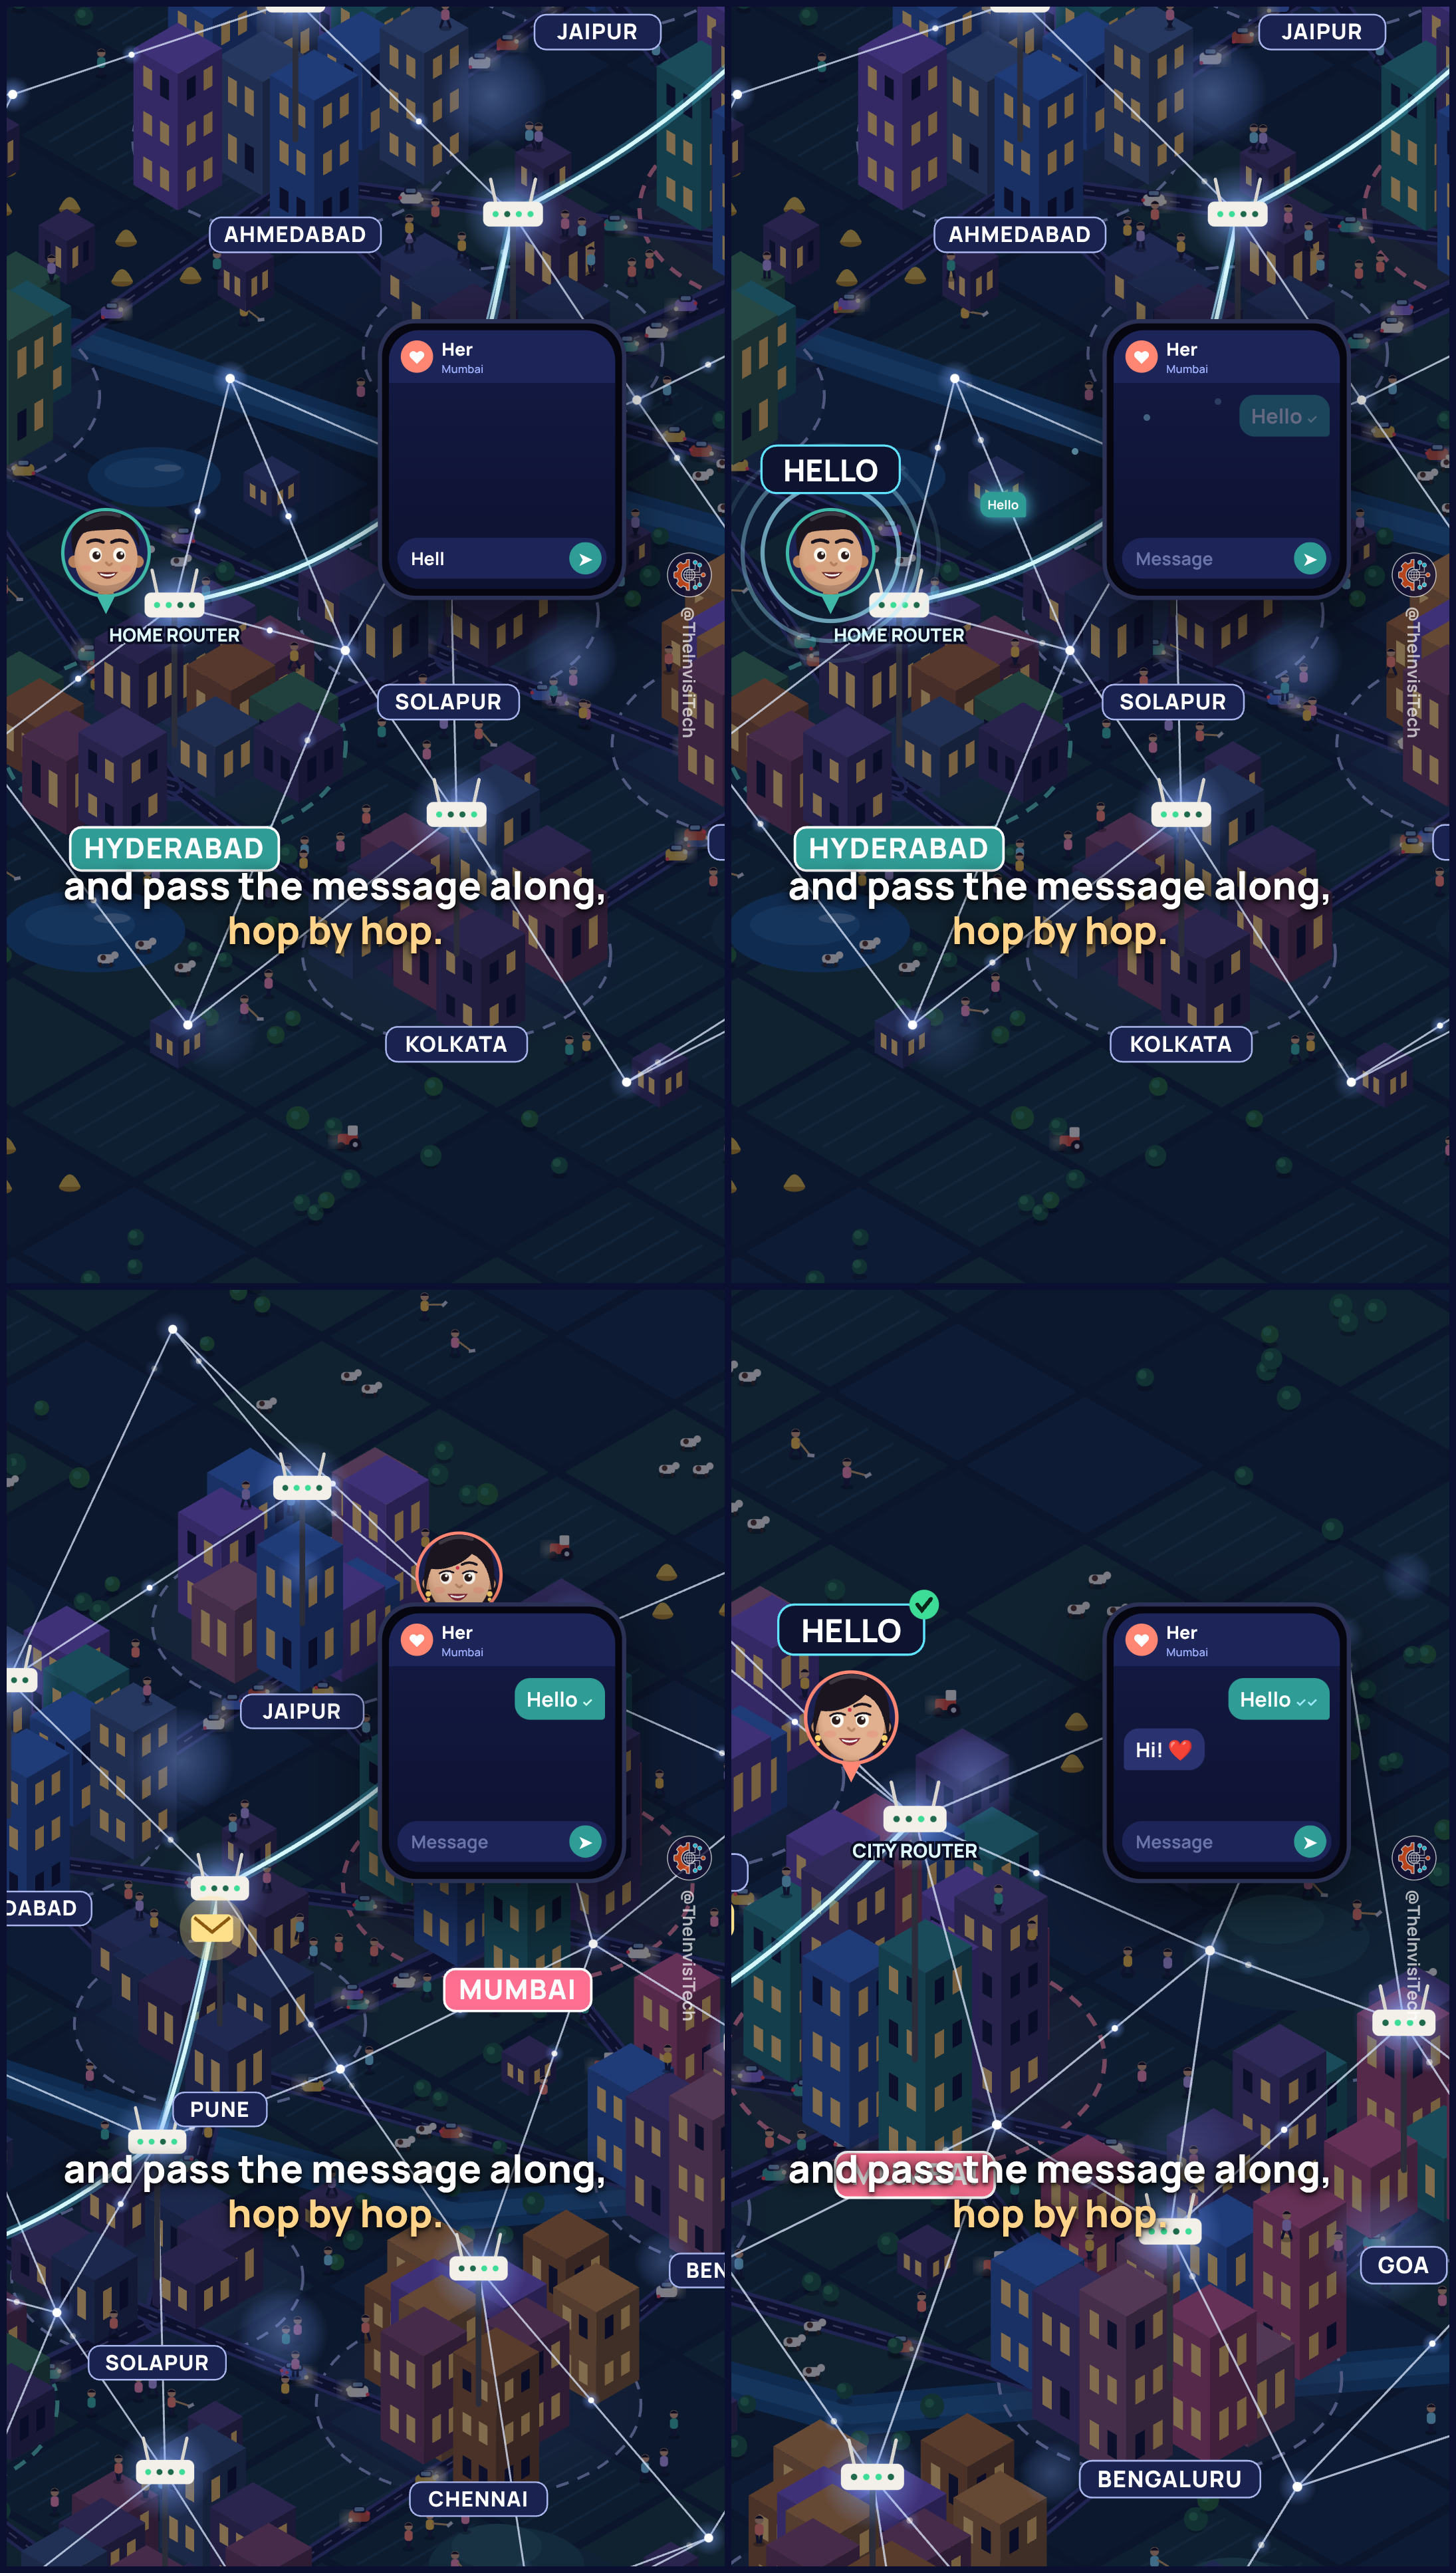 JAIPUR
AHMEDABAD
Her
Mumbai
Hell
HOME ROUTER
@TheInvisiTech
SOLAPUR
HYDERABAD
and pass the message along,
hop by hop.
KOLKATA
JAIPUR
AHMEDABAD
Her
Mumbai
Hello
HELLO
Hello
Message
HOME ROUTER
@TheInvisiTech
SOLAPUR
HYDERABAD
and pass the message along,
hop by hop.
KOLKATA
Her
Mumbai
Hello
JAIPUR
Message
DABAD
@TheInvisiTech
MUMBAI
PUNE
and pass the message along,
hop by hop.
BEN
SOLAPUR
CHENNAI
HELLO
Her
Mumbai
Hello
Hi! ❤️
Message
CITY ROUTER
@TheInvisiTech
and pass the message along,
hop by hop.
GOA
BENGALURU